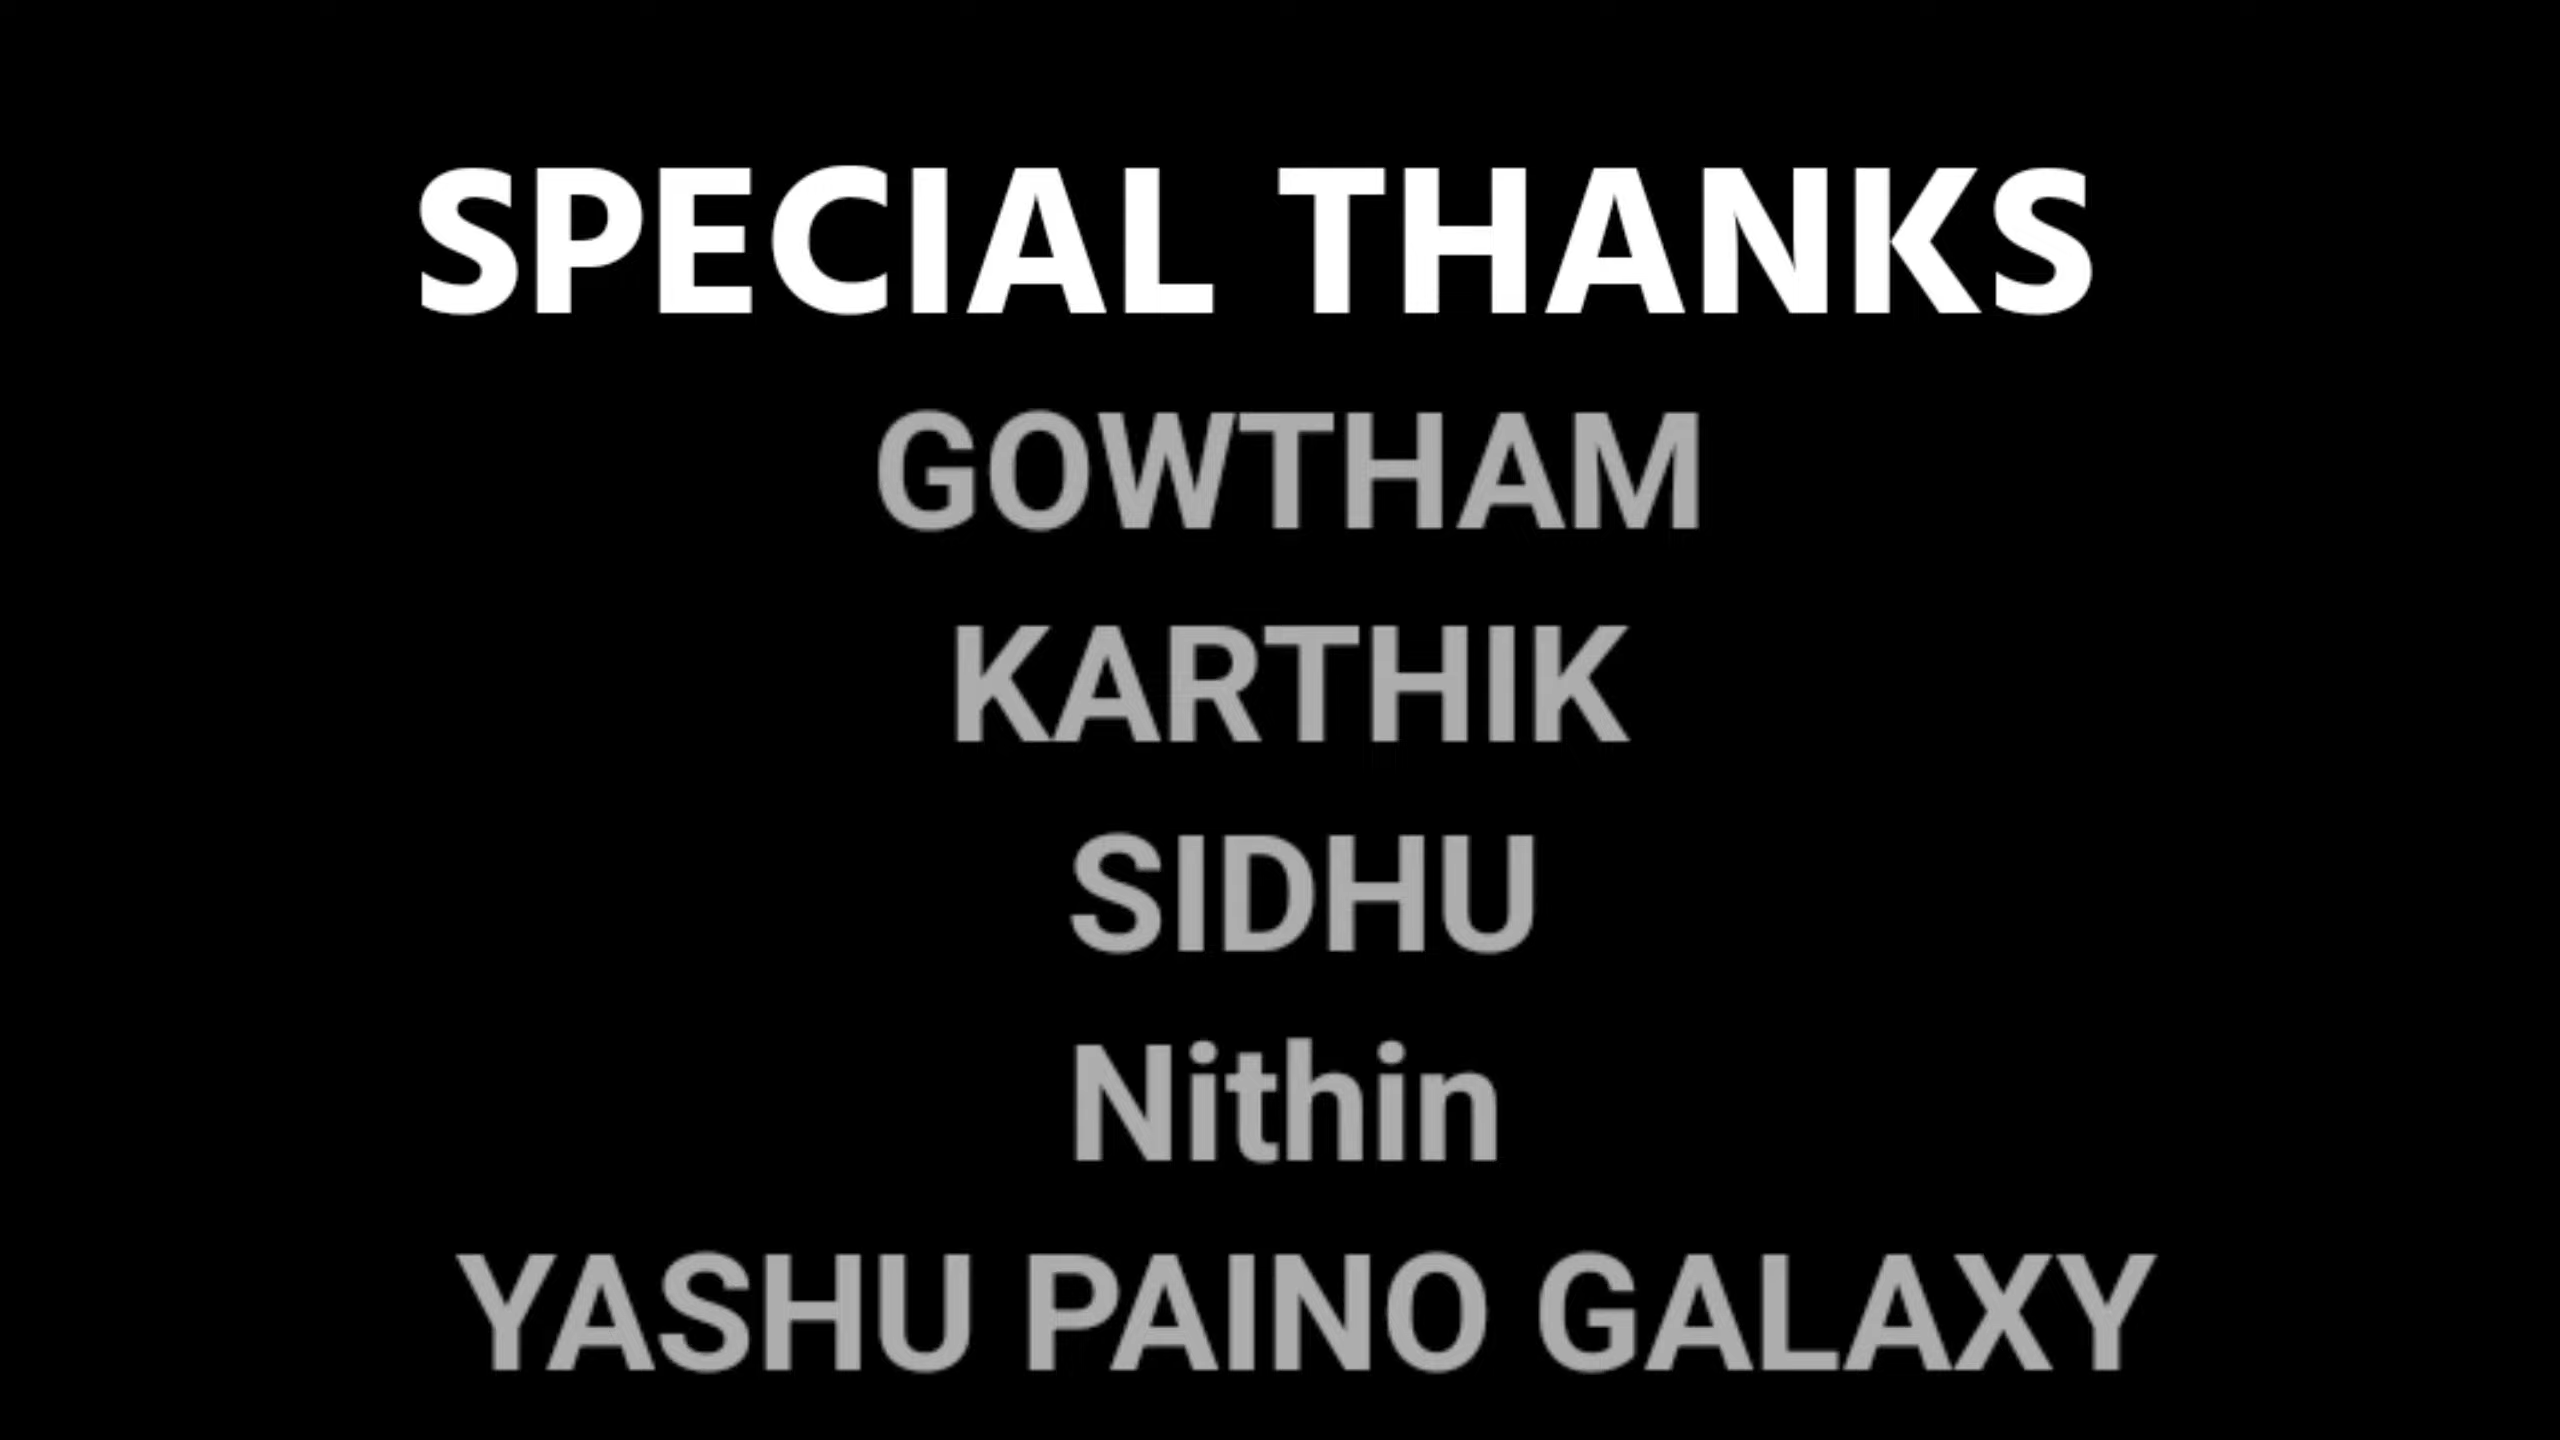 SPECIAL THANKS
GOWTHAM
KARTHIK
SIDHU
Nithin
YASHU PAINO GALAXY